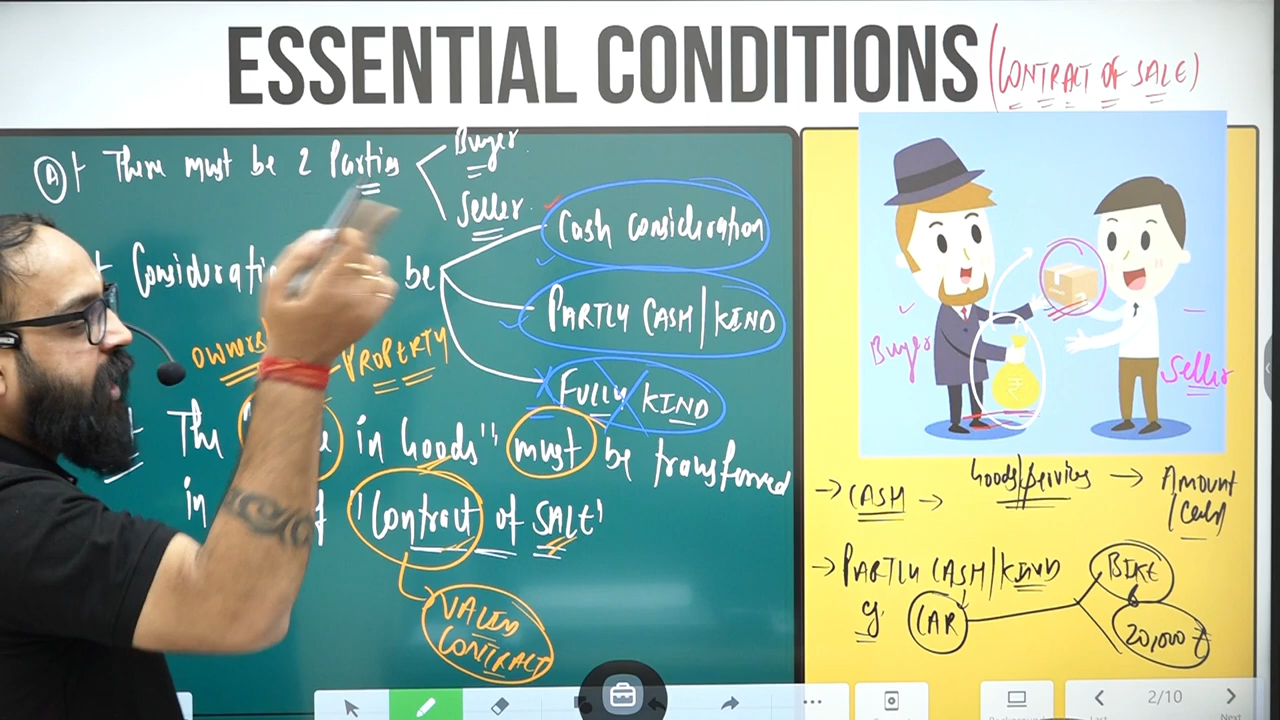 ESSENTIAL CONDITIONS (CONTRACT OF SALE)
(A) There must be 2 Parties
Buyer
Seller
be
Cash consideration
PARTLY CASH/KIND
FULLY KIND
PROPERTY
The in Goods" must be transferred
in 'Contract of SALE'
VALID
CONTRACT
Buyer
Seller
₹
→ CASH → Goods/Services → Amount
/Cash
→ PARTLY CASH/KIND
eg CAR
BIKE
&
20,000 ₹
2/10
Last
Next